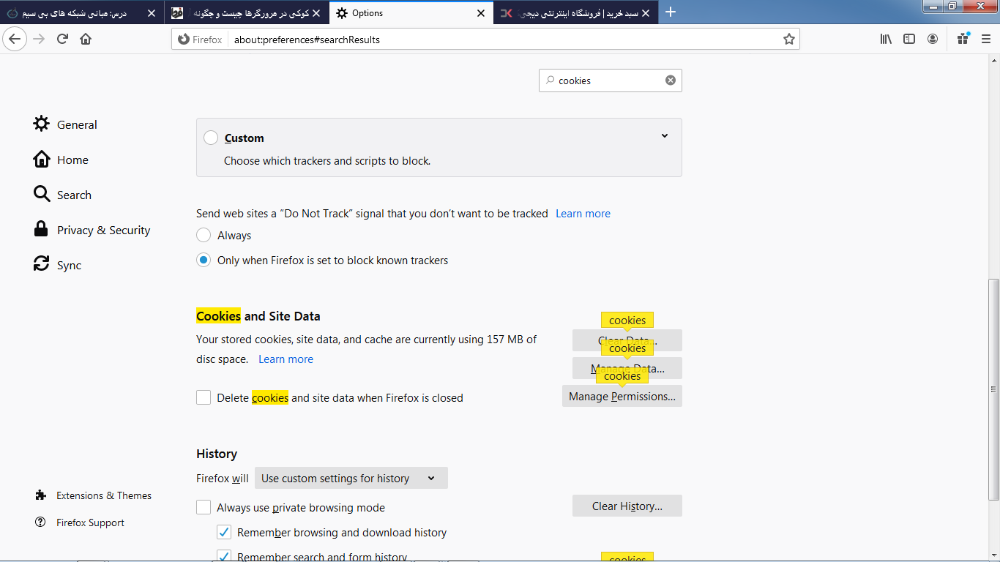 درس: مبانی شبکه های بی سیم
کوکی در مرورگرها چیست و چگونه
Options
سبد خرید | فروشگاه اینترنتی دیجی
Firefox
about:preferences#searchResults
cookies
General
Home
Search
Privacy & Security
Sync
Extensions & Themes
Firefox Support
Custom
Choose which trackers and scripts to block.
Send web sites a “Do Not Track” signal that you don’t want to be tracked Learn more
Always
Only when Firefox is set to block known trackers
Cookies and Site Data
cookies
Your stored cookies, site data, and cache are currently using 157 MB of
disc space. Learn more
Clear Data...
cookies
Manage Data...
cookies
Delete cookies and site data when Firefox is closed
Manage Permissions...
History
Firefox will Use custom settings for history
Always use private browsing mode
Clear History...
Remember browsing and download history
Remember search and form history
cookies